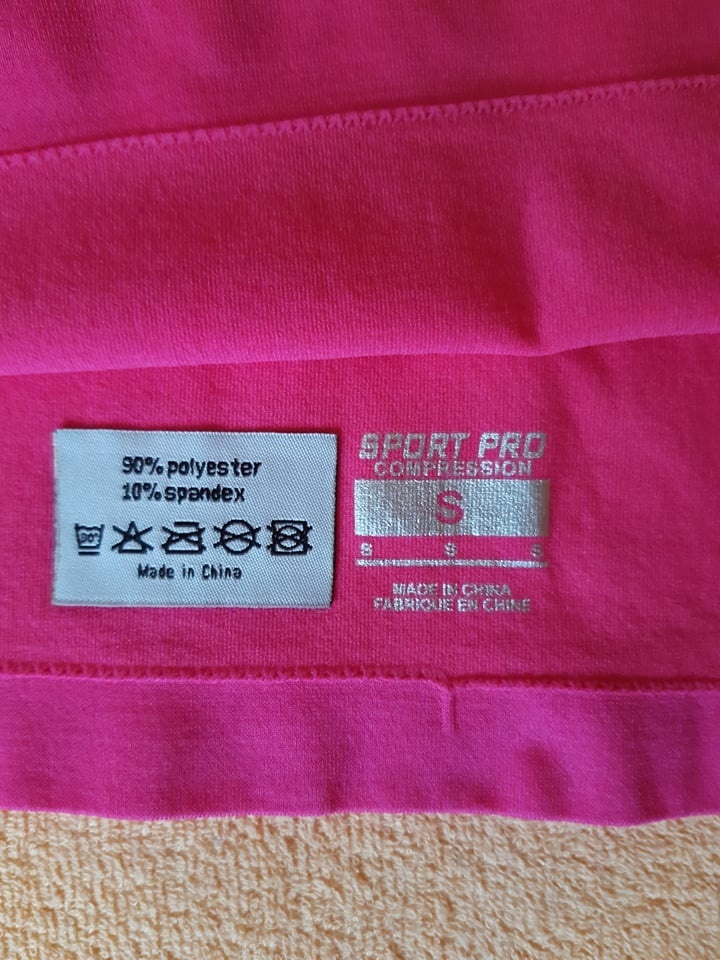 90% polyester
10% spandex
Made in China
SPORT PRO
COMPRESSION
S
S S S
MADE IN CHINA
FABRIQUE EN CHINE